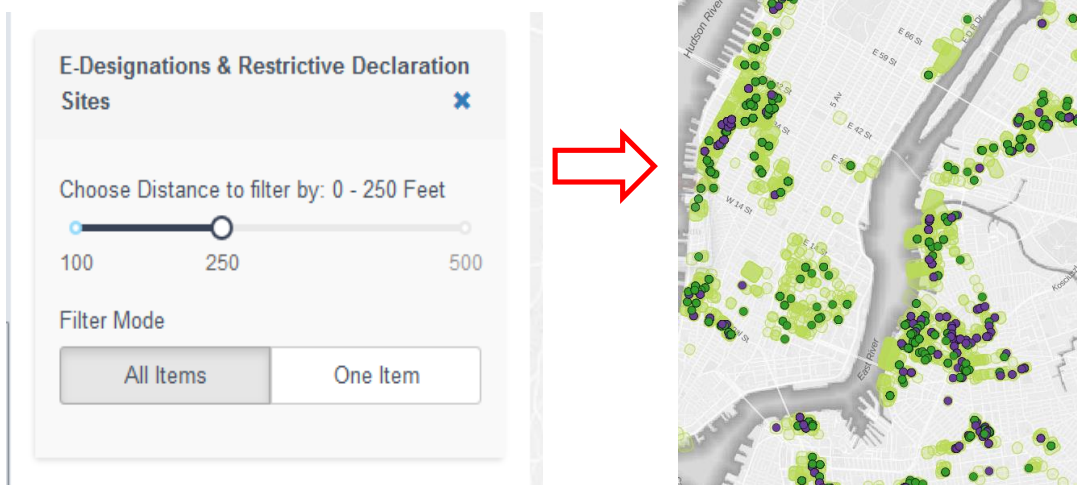 E-Designations & Restrictive Declaration
Sites
Choose Distance to filter by: 0 - 250 Feet
100 250 500
Filter Mode
All Items One Item
Hudson River
E 66 St
E 59 St
5 Av
E 42 St
W 14 St
East River